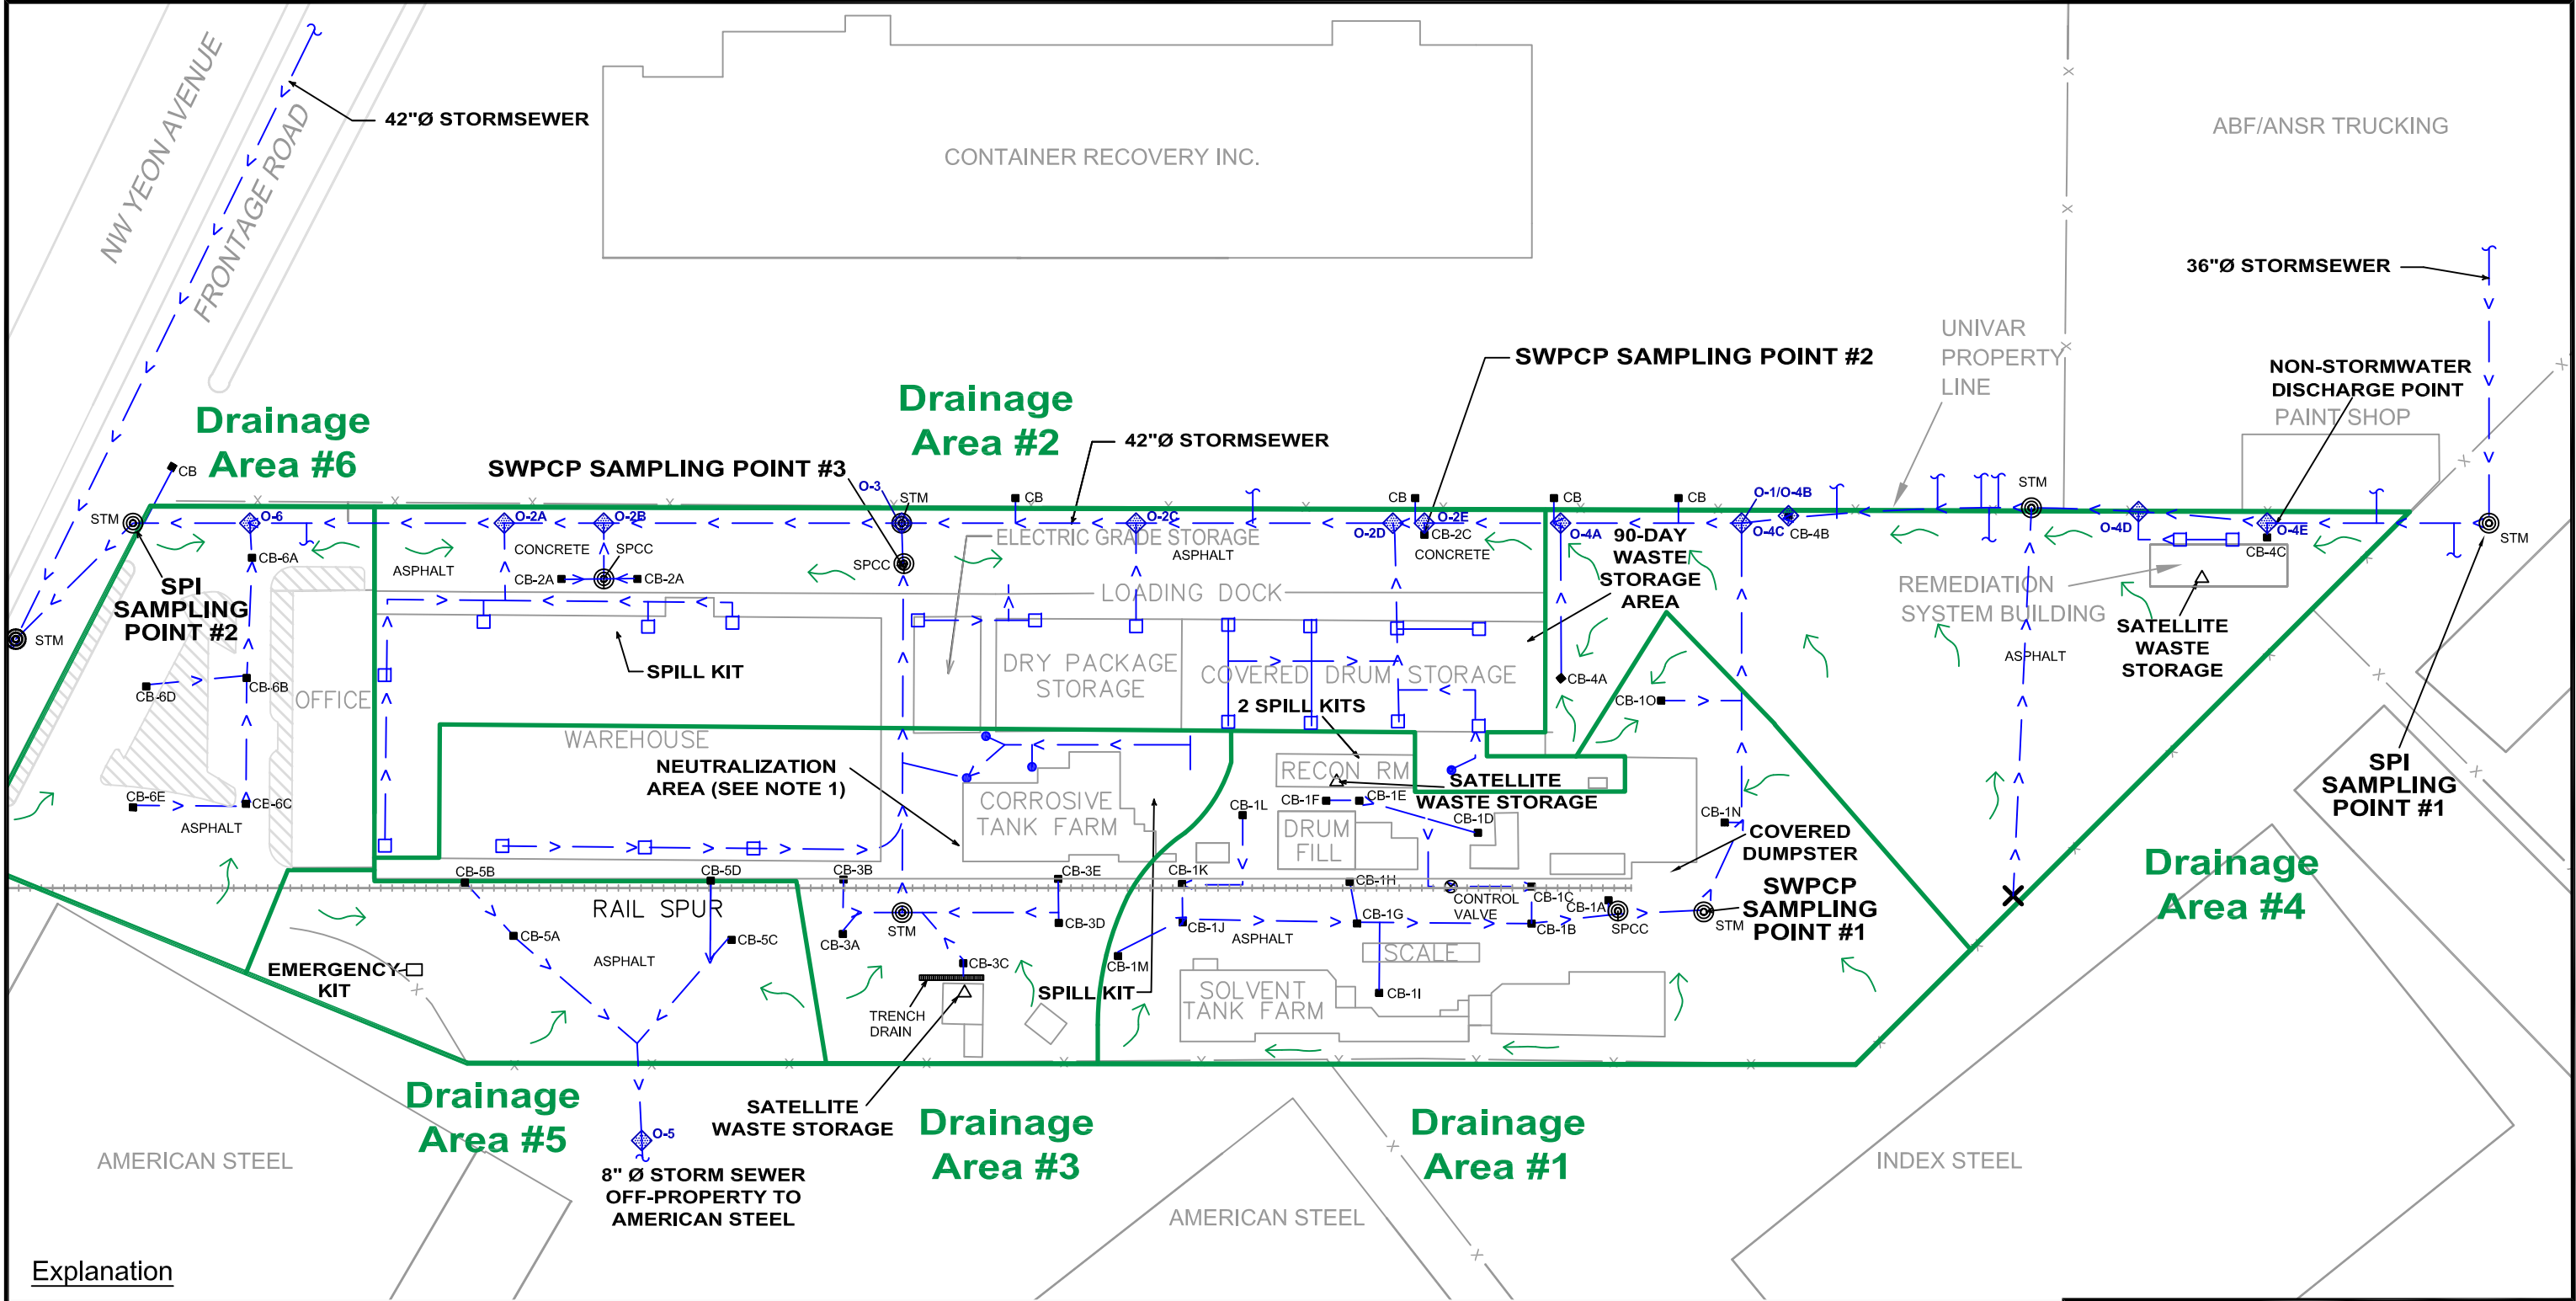 NW YEON AVENUE
FRONTAGE ROAD
42"Ø STORMSEWER
CONTAINER RECOVERY INC.
ABF/ANSR TRUCKING
36"Ø STORMSEWER
UNIVAR
PROPERTY
LINE
NON-STORMWATER
DISCHARGE POINT
PAINT SHOP
SWPCP SAMPLING POINT #2
Drainage
Area #6
Drainage
Area #2
42"Ø STORMSEWER
SWPCP SAMPLING POINT #3
CB
O-3
STM
CB
CB
CB
CB
O-1/O-4B
STM
STM
O-6
O-2A
O-2B
O-2C
O-2D
O-2E
CB-2C
O-4A
O-4C
CB-4B
O-4D
O-4E
CB-4C
STM
CB-6A
ASPHALT
CONCRETE
SPCC
CB-2A
CB-2A
SPCC
ELECTRIC GRADE STORAGE
ASPHALT
CONCRETE
90-DAY
WASTE
STORAGE
AREA
LOADING DOCK
REMEDIATION
SYSTEM BUILDING
SATELLITE
WASTE
STORAGE
SPI
SAMPLING
POINT #2
STM
SPILL KIT
DRY PACKAGE
STORAGE
COVERED DRUM STORAGE
2 SPILL KITS
CB-4A
CB-1O
ASPHALT
CB-6D
CB-6B
OFFICE
WAREHOUSE
NEUTRALIZATION
AREA (SEE NOTE 1)
CORROSIVE
TANK FARM
RECON RM
SATELLITE
WASTE STORAGE
CB-1F
CB-1E
CB-1D
CB-1L
DRUM
FILL
CB-1N
COVERED
DUMPSTER
SPI
SAMPLING
POINT #1
CB-6E
CB-6C
ASPHALT
Drainage
Area #4
CB-5B
CB-5D
CB-3B
CB-3E
CB-1K
CB-1H
CONTROL
VALVE
CB-1C
CB-1A
SWPCP
SAMPLING
POINT #1
RAIL SPUR
CB-5A
CB-5C
ASPHALT
CB-3A
STM
CB-3D
CB-1J
ASPHALT
CB-1G
CB-1B
SPCC
STM
EMERGENCY
KIT
CB-3C
CB-1M
SCALE
SPILL KIT
SOLVENT
TANK FARM
CB-1I
TRENCH
DRAIN
Drainage
Area #5
SATELLITE
WASTE STORAGE
Drainage
Area #3
Drainage
Area #1
O-5
8" Ø STORM SEWER
OFF-PROPERTY TO
AMERICAN STEEL
AMERICAN STEEL
AMERICAN STEEL
INDEX STEEL
Explanation